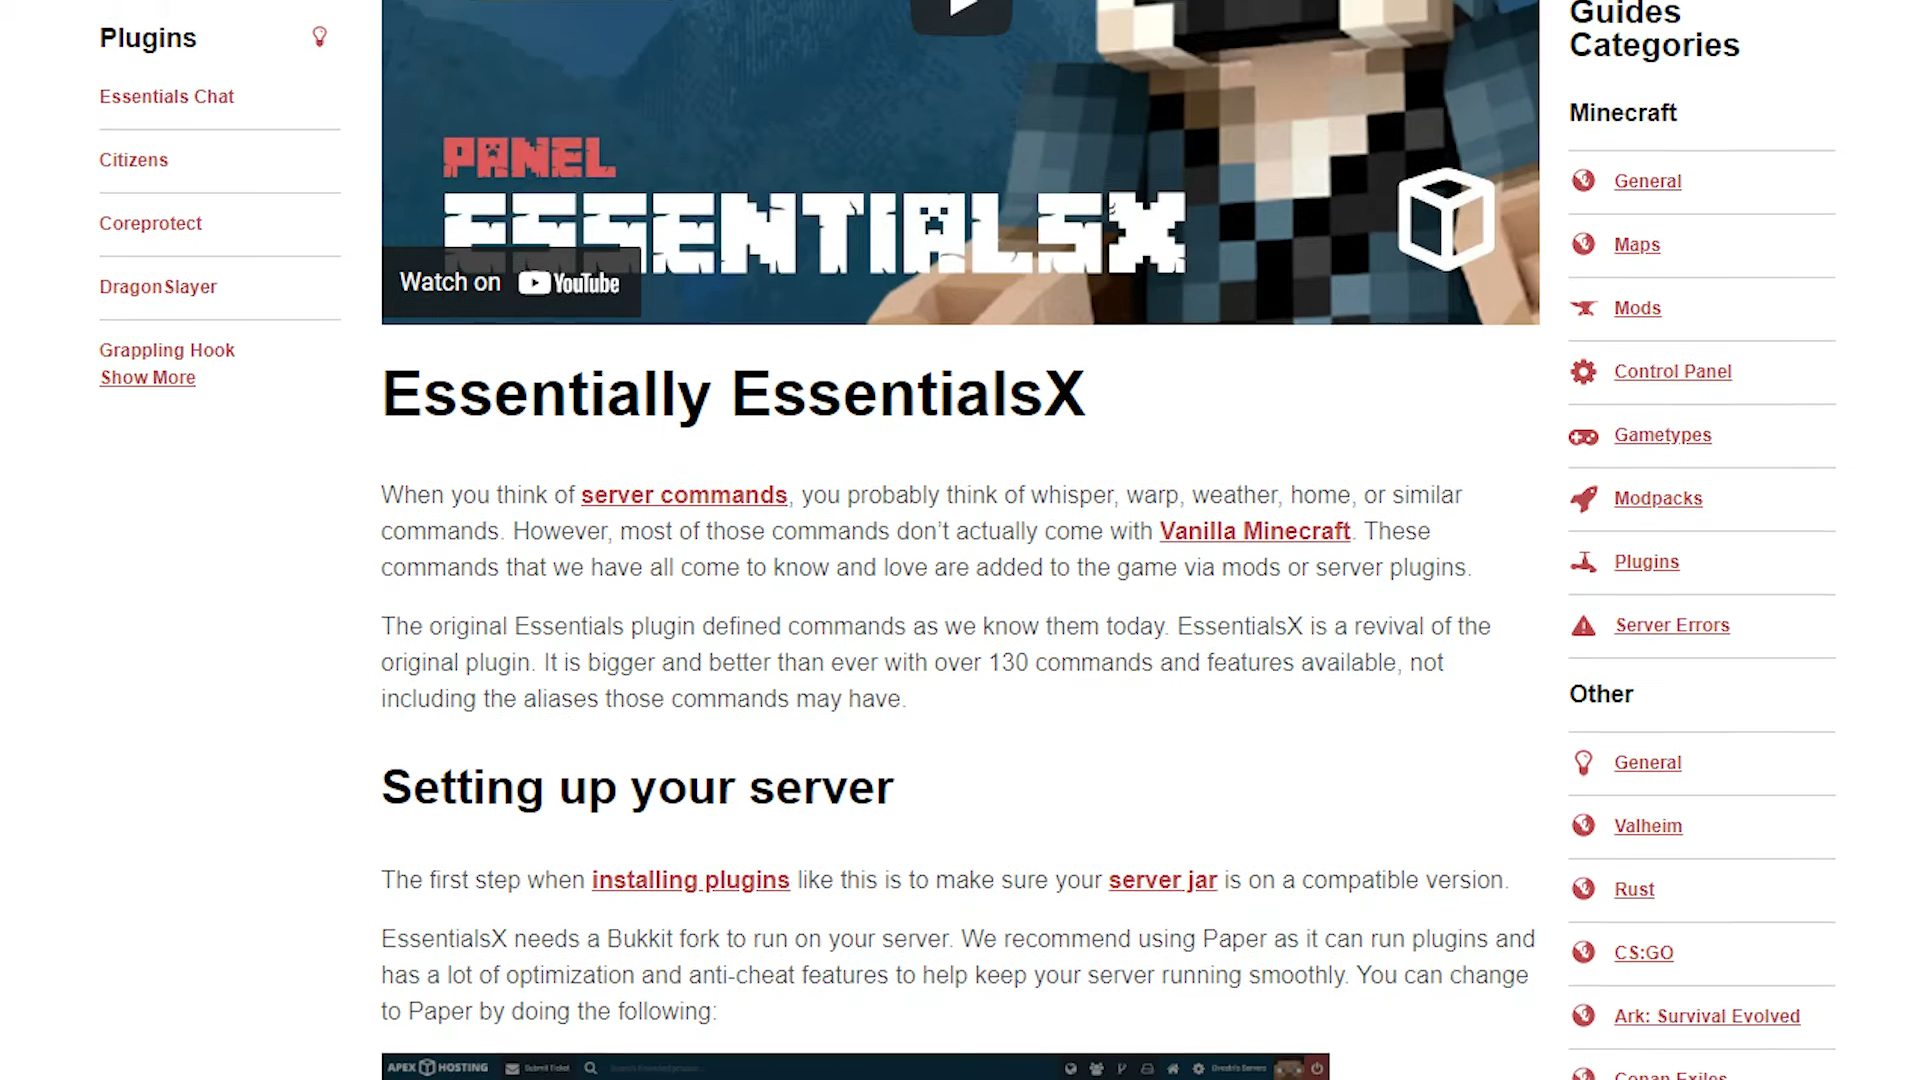 Plugins
Essentials Chat
Citizens
Coreprotect
DragonSlayer
Grappling Hook
Show More
PANEL
ESSENTIALSX
Watch on YouTube
Essentially EssentialsX
When you think of server commands, you probably think of whisper, warp, weather, home, or similar
commands. However, most of those commands don’t actually come with Vanilla Minecraft. These
commands that we have all come to know and love are added to the game via mods or server plugins.
The original Essentials plugin defined commands as we know them today. EssentialsX is a revival of the
original plugin. It is bigger and better than ever with over 130 commands and features available, not
including the aliases those commands may have.
Setting up your server
The first step when installing plugins like this is to make sure your server jar is on a compatible version.
EssentialsX needs a Bukkit fork to run on your server. We recommend using Paper as it can run plugins and
has a lot of optimization and anti-cheat features to help keep your server running smoothly. You can change
to Paper by doing the following:
APEX HOSTING Submit Ticket
Guides
Categories
Minecraft
General
Maps
Mods
Control Panel
Gametypes
Modpacks
Plugins
Server Errors
Other
General
Valheim
Rust
CS:GO
Ark: Survival Evolved
Conan Exiles